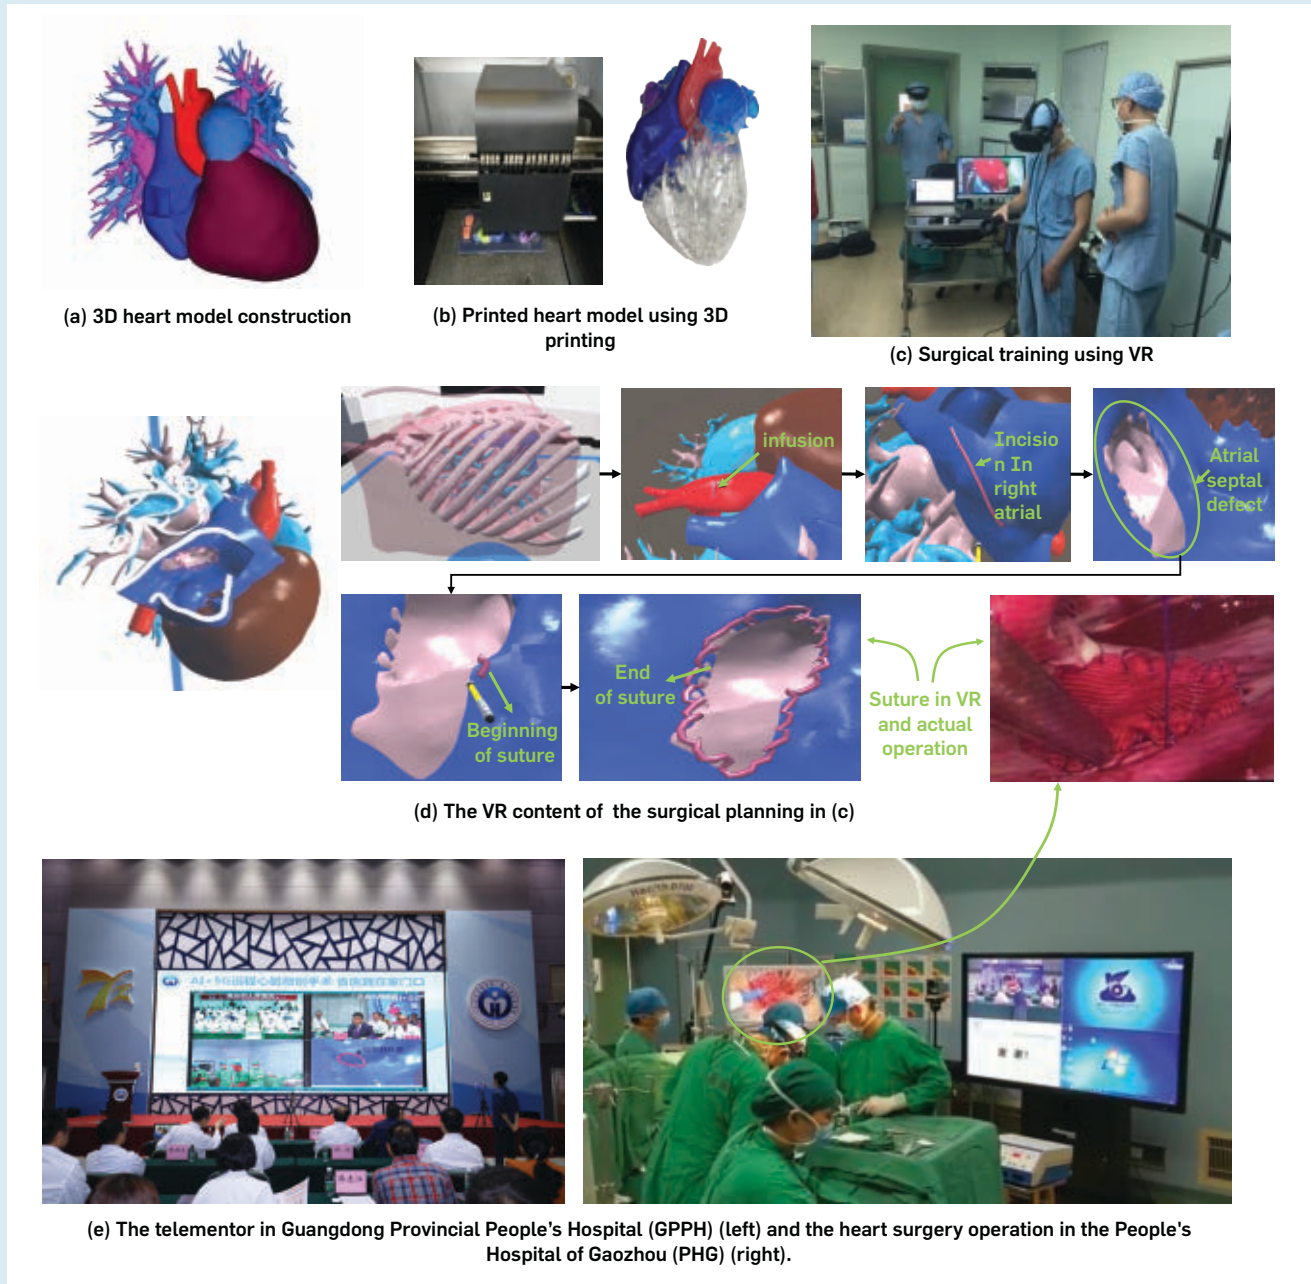 (a) 3D heart model construction
(b) Printed heart model using 3D
printing
(c) Surgical training using VR
infusion
Incisio
n In
right
atrial
Atrial
septal
defect
Beginning
of suture
End
of suture
Suture in VR
and actual
operation
(d) The VR content of the surgical planning in (c)
(e) The telementor in Guangdong Provincial People's Hospital (GPPH) (left) and the heart surgery operation in the People's
Hospital of Gaozhou (PHG) (right).